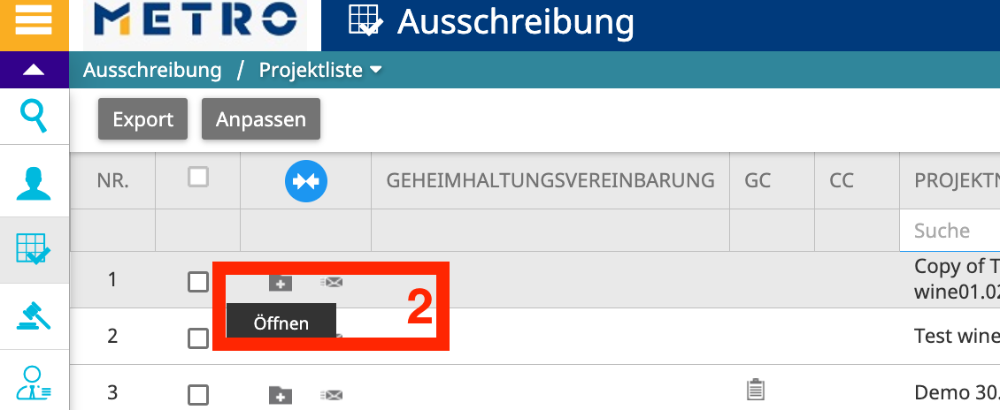 METRO
Ausschreibung
Ausschreibung / Projektliste
Export Anpassen
NR. GEHEIMHALTUNGSVEREINBARUNG GC CC PROJEKTN
Suche
1 Copy of T
wine01.02
2
Öffnen
2 Test wine
3 Demo 30.